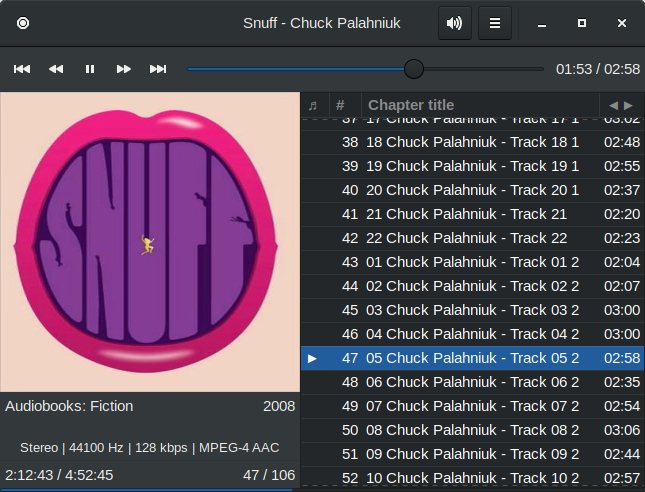 Snuff - Chuck Palahniuk
01:53 / 02:58
SNUFF
# Chapter title
37 17 Chuck Palahniuk - Track 17 1 03:02
38 18 Chuck Palahniuk - Track 18 1 02:48
39 19 Chuck Palahniuk - Track 19 1 02:55
40 20 Chuck Palahniuk - Track 20 1 02:37
41 21 Chuck Palahniuk - Track 21 02:20
42 22 Chuck Palahniuk - Track 22 02:23
43 01 Chuck Palahniuk - Track 01 2 02:04
44 02 Chuck Palahniuk - Track 02 2 02:07
45 03 Chuck Palahniuk - Track 03 2 03:00
46 04 Chuck Palahniuk - Track 04 2 03:00
47 05 Chuck Palahniuk - Track 05 2 02:58
48 06 Chuck Palahniuk - Track 06 2 02:35
49 07 Chuck Palahniuk - Track 07 2 02:54
50 08 Chuck Palahniuk - Track 08 2 03:06
51 09 Chuck Palahniuk - Track 09 2 02:44
52 10 Chuck Palahniuk - Track 10 2 02:57
Audiobooks: Fiction 2008
Stereo | 44100 Hz | 128 kbps | MPEG-4 AAC
2:12:43 / 4:52:45 47 / 106